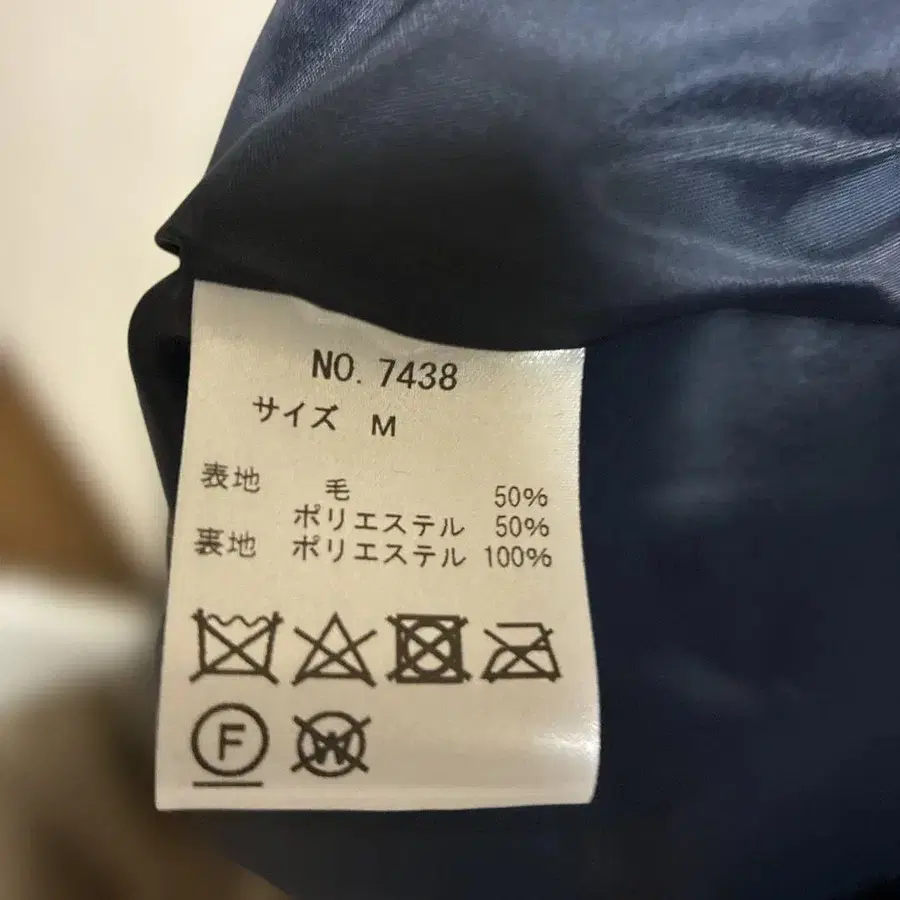 NO. 7438
サイズ M
表地 毛 50%
ポリエステル 50%
裏地 ポリエステル 100%
F W